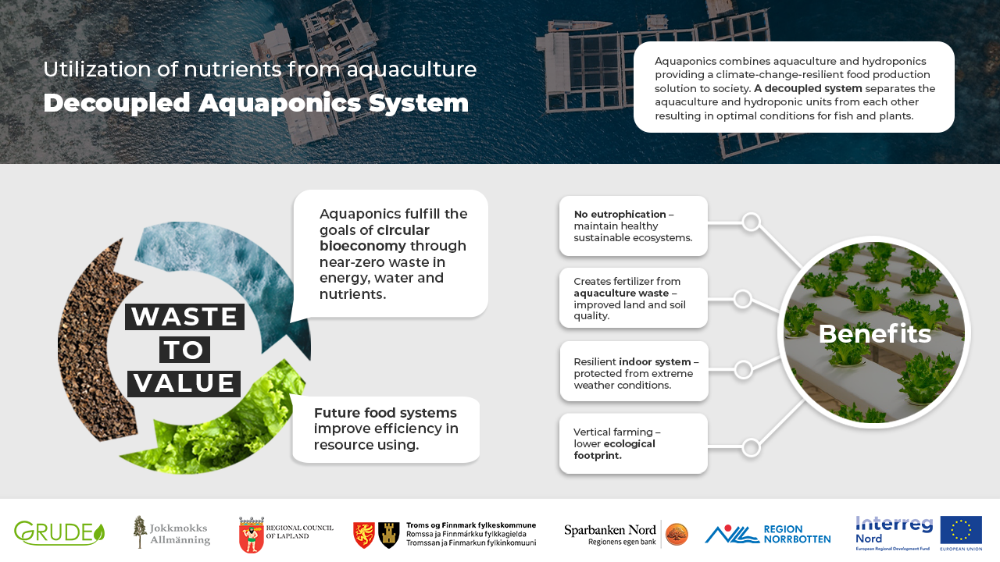 Utilization of nutrients from aquaculture
Decoupled Aquaponics System
Aquaponics combines aquaculture and hydroponics
providing a climate-change-resilient food production
solution to society. A decoupled system separates the
aquaculture and hydroponic units from each other
resulting in optimal conditions for fish and plants.
WASTE
TO
VALUE
Aquaponics fulfill the
goals of circular
bioeconomy through
near-zero waste in
energy, water and
nutrients.
Future food systems
improve efficiency in
resource using.
No eutrophication –
maintain healthy
sustainable ecosystems.
Creates fertilizer from
aquaculture waste –
improved land and soil
quality.
Resilient indoor system –
protected from extreme
weather conditions.
Vertical farming –
lower ecological
footprint.
Benefits
GRUDE
Jokkmokks
Allmänning
REGIONAL COUNCIL
OF LAPLAND
Troms og Finnmark fylkeskommune
Romssa ja Finnmárkku fylkkagielda
Tromssan ja Finmarkun fylkinkomuuni
Sparbanken Nord
Regionens egen bank
REGION
NORRBOTTEN
Interreg
Nord
European Regional Development Fund
EUROPEAN UNION